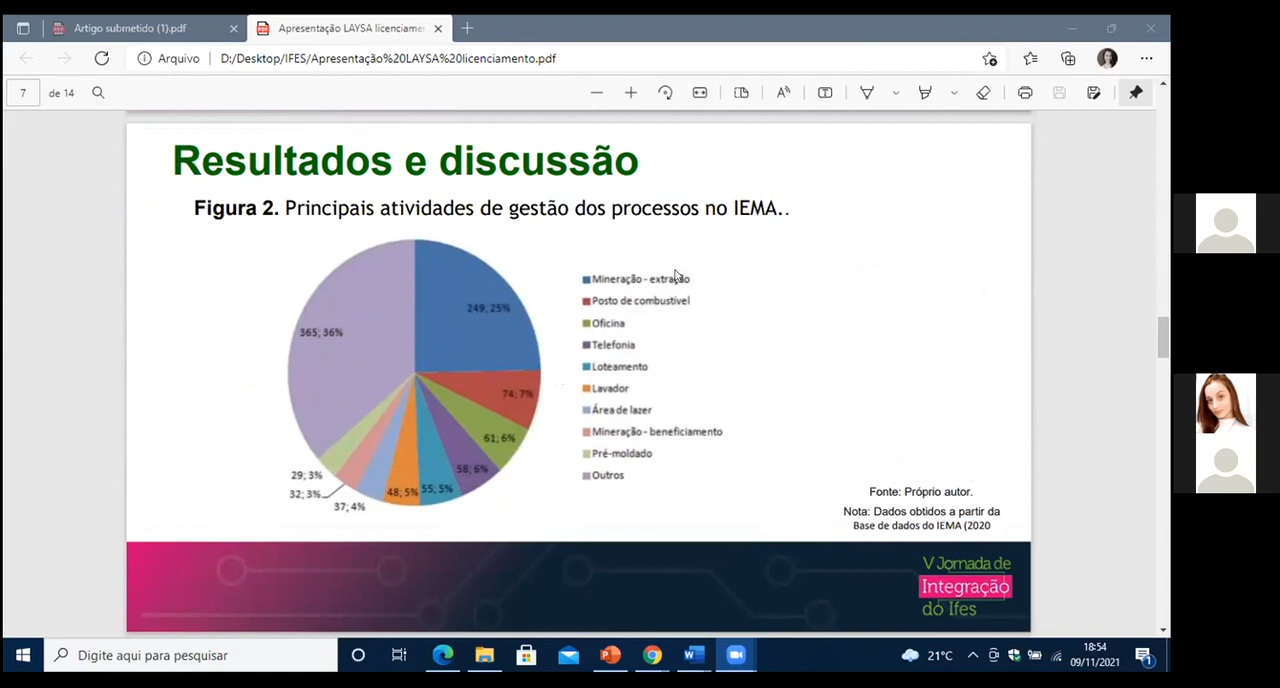 Artigo submetido (1).pdf
Apresentação LAYSA licenciame
Arquivo
D:/Desktop/IFES/Apresentação%20LAYSA%20licenciamento.pdf
7 de 14
Resultados e discussão
Figura 2. Principais atividades de gestão dos processos no IEMA..
249; 25%
74; 7%
61; 6%
58; 6%
55; 5%
48; 5%
37; 4%
32; 3%
29; 3%
365; 36%
Mineração - extração
Posto de combustível
Oficina
Telefonia
Loteamento
Lavador
Área de lazer
Mineração - beneficiamento
Pré-moldado
Outros
Fonte: Próprio autor.
Nota: Dados obtidos a partir da
Base de dados do IEMA (2020
V Jornada de
Integração
do Ifes
Digite aqui para pesquisar
21°C
18:54
09/11/2021